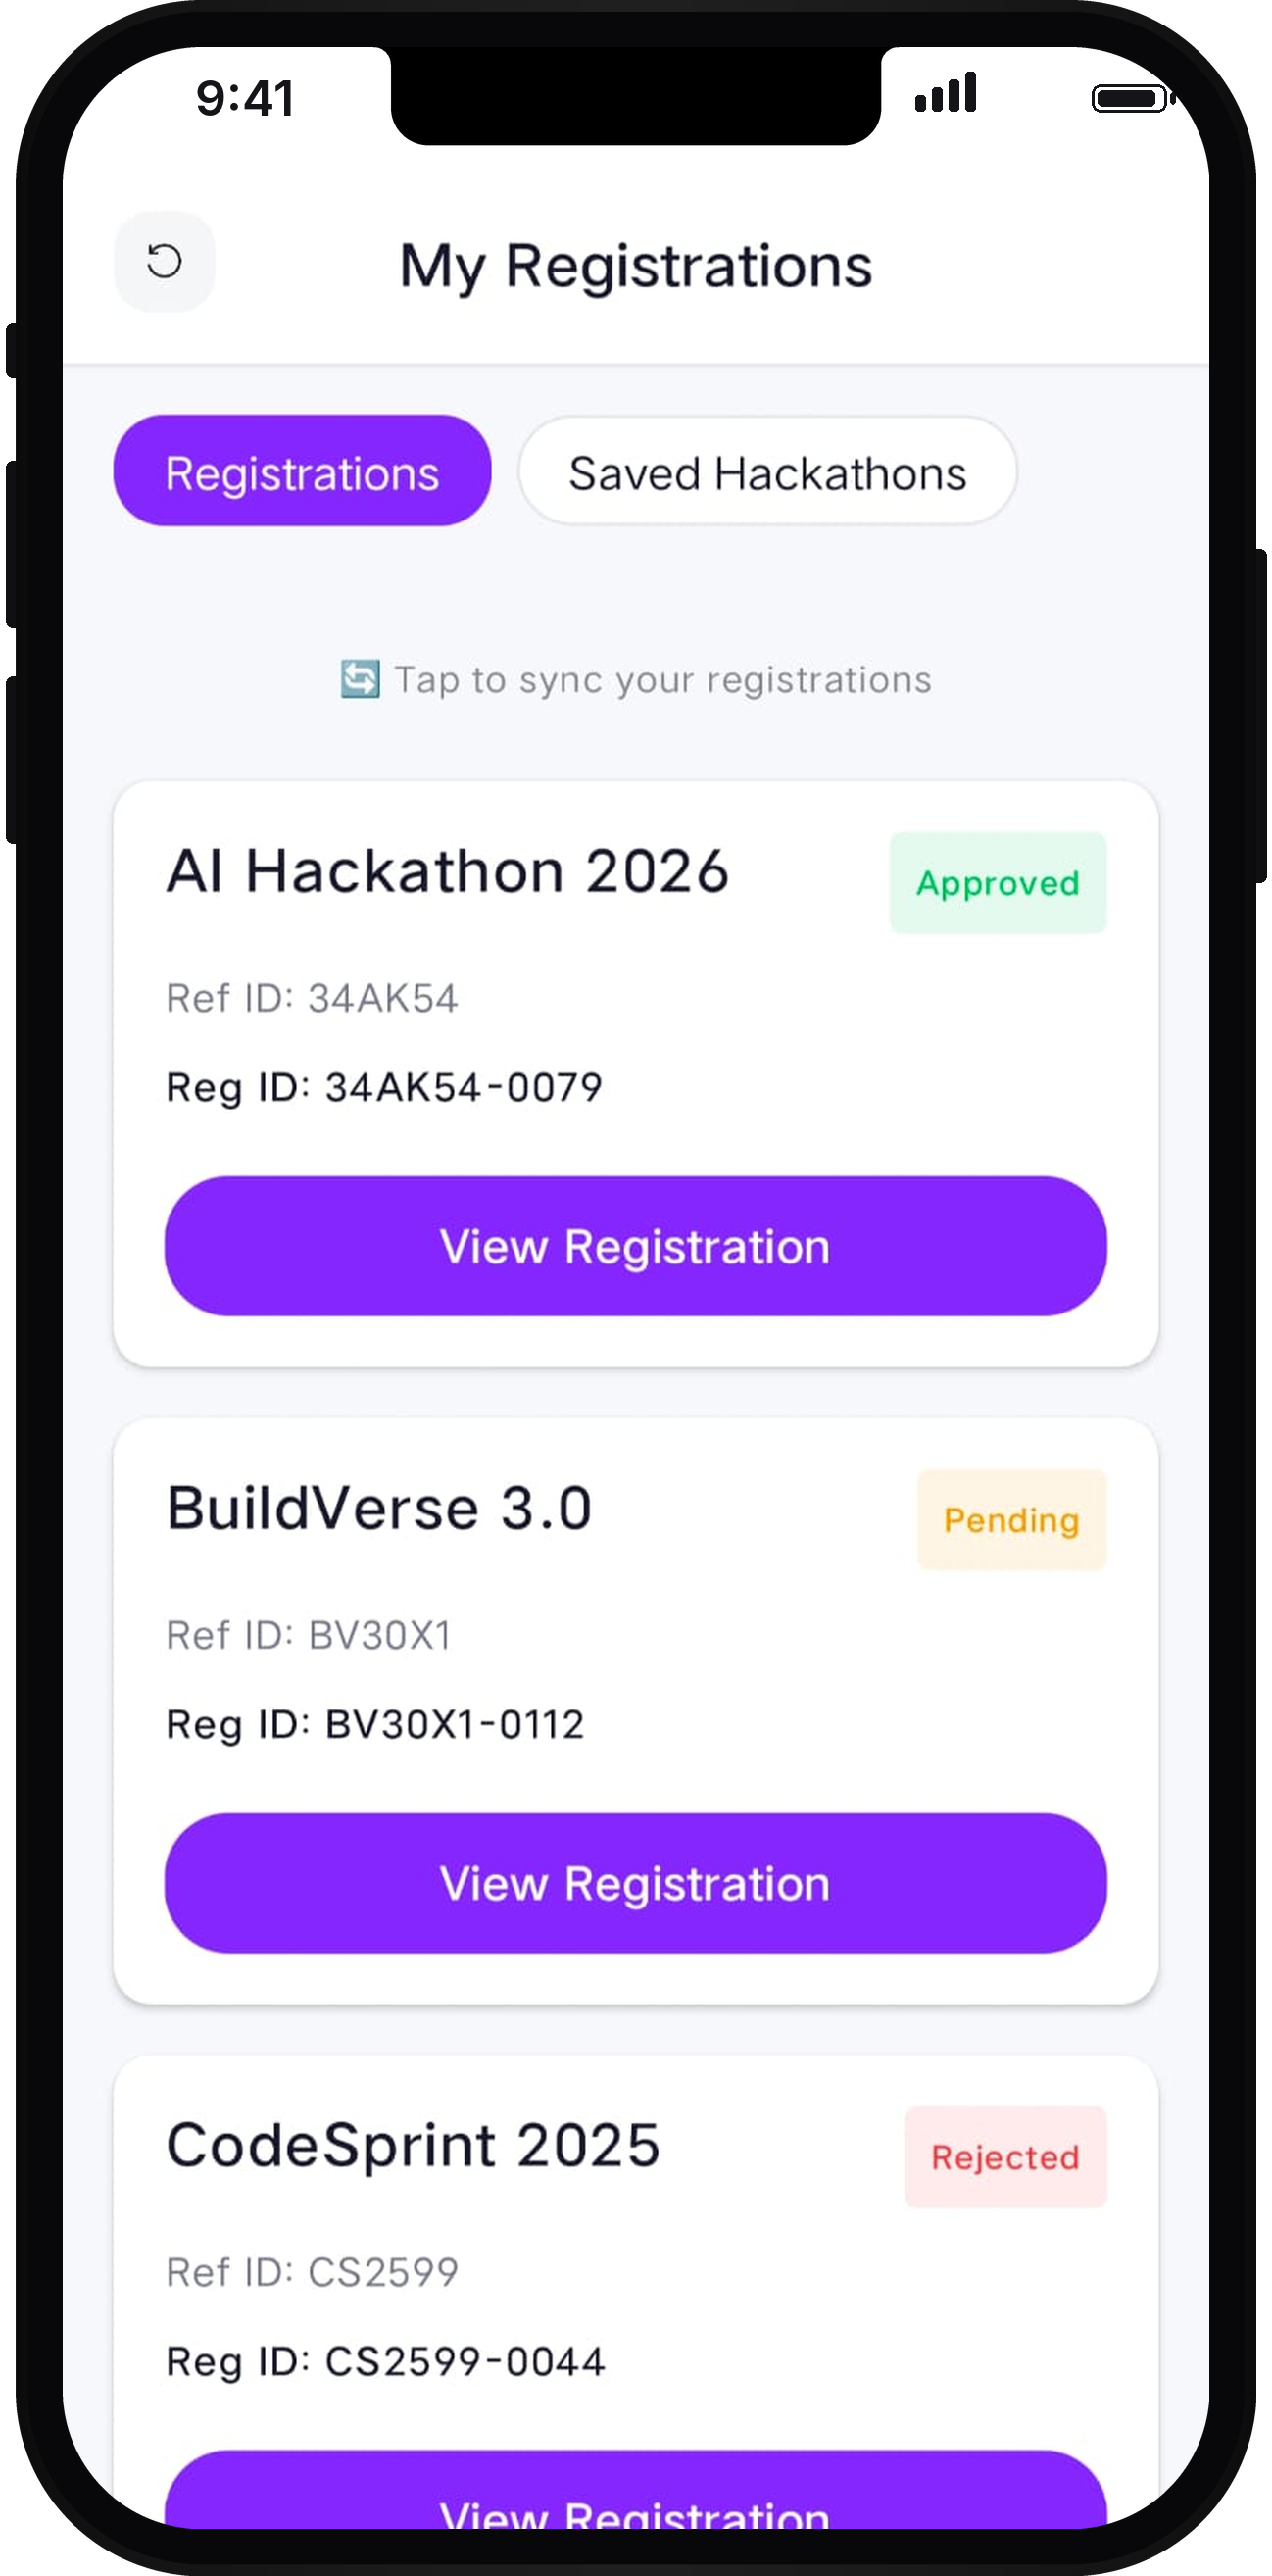 9:41
My Registrations
Registrations
Saved Hackathons
Tap to sync your registrations
AI Hackathon 2026
Approved
Ref ID: 34AK54
Reg ID: 34AK54-0079
View Registration
BuildVerse 3.0
Pending
Ref ID: BV30X1
Reg ID: BV30X1-0112
View Registration
CodeSprint 2025
Rejected
Ref ID: CS2599
Reg ID: CS2599-0044
View Registration